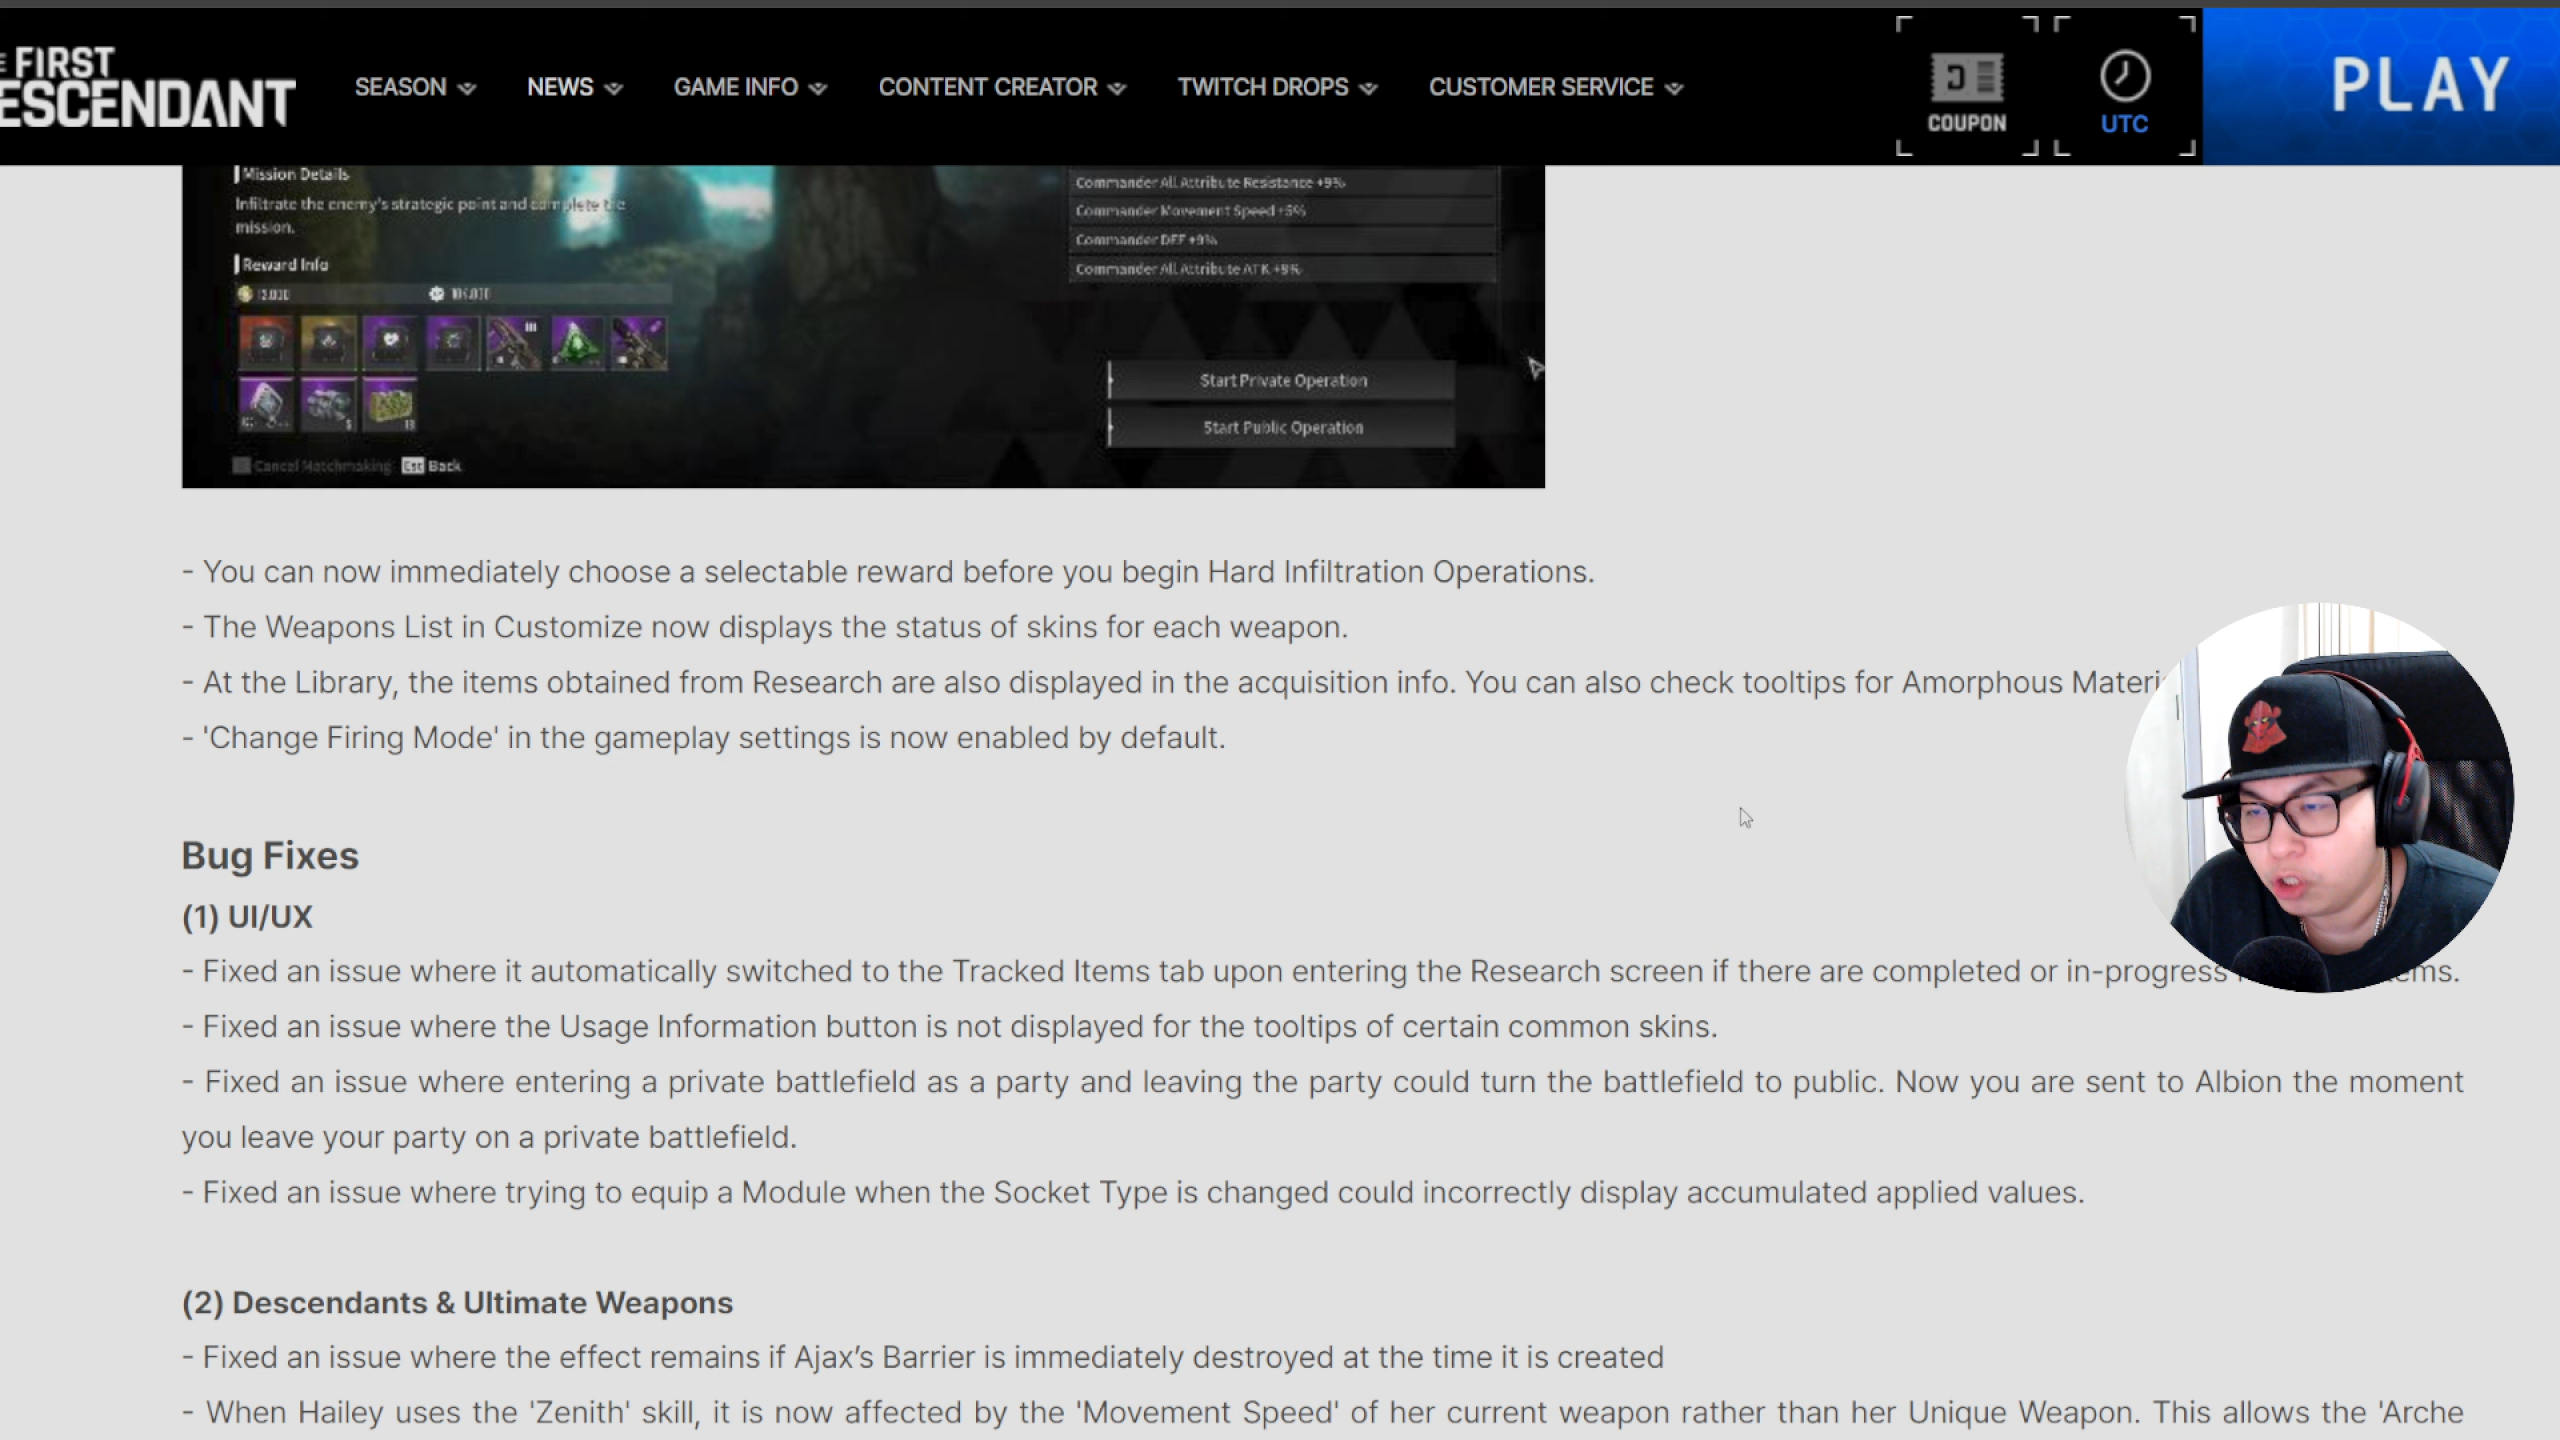 FIRST
ESCENDANT
SEASON
NEWS
GAME INFO
CONTENT CREATOR
TWITCH DROPS
CUSTOMER SERVICE
COUPON
UTC
PLAY
Mission Details
Infiltrate the enemy's strategic point and complete the
mission.
Reward Info
Commander All Attribute Resistance +9%
Commander Movement Speed +5%
Commander DEF +9%
Commander All Attribute ATK +9%
Start Private Operation
Start Public Operation
Cancel Matchmaking Esc Back
- You can now immediately choose a selectable reward before you begin Hard Infiltration Operations.
- The Weapons List in Customize now displays the status of skins for each weapon.
- At the Library, the items obtained from Research are also displayed in the acquisition info. You can also check tooltips for Amorphous Materi
- 'Change Firing Mode' in the gameplay settings is now enabled by default.
Bug Fixes
(1) UI/UX
- Fixed an issue where it automatically switched to the Tracked Items tab upon entering the Research screen if there are completed or in-progress ems.
- Fixed an issue where the Usage Information button is not displayed for the tooltips of certain common skins.
- Fixed an issue where entering a private battlefield as a party and leaving the party could turn the battlefield to public. Now you are sent to Albion the moment
you leave your party on a private battlefield.
- Fixed an issue where trying to equip a Module when the Socket Type is changed could incorrectly display accumulated applied values.
(2) Descendants & Ultimate Weapons
- Fixed an issue where the effect remains if Ajax’s Barrier is immediately destroyed at the time it is created
- When Hailey uses the 'Zenith' skill, it is now affected by the 'Movement Speed' of her current weapon rather than her Unique Weapon. This allows the 'Arche